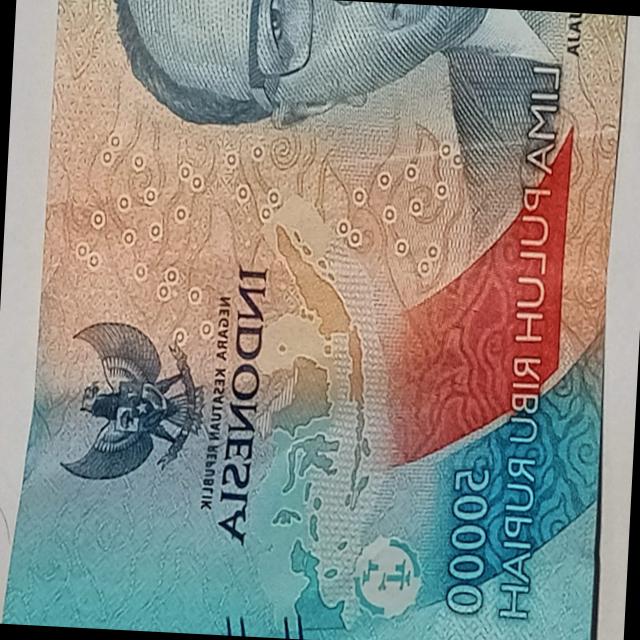 INDONESIA
NEGARA KESATUAN REPUBLIK
50000
LIMA PULUH RIBU RUPIAH